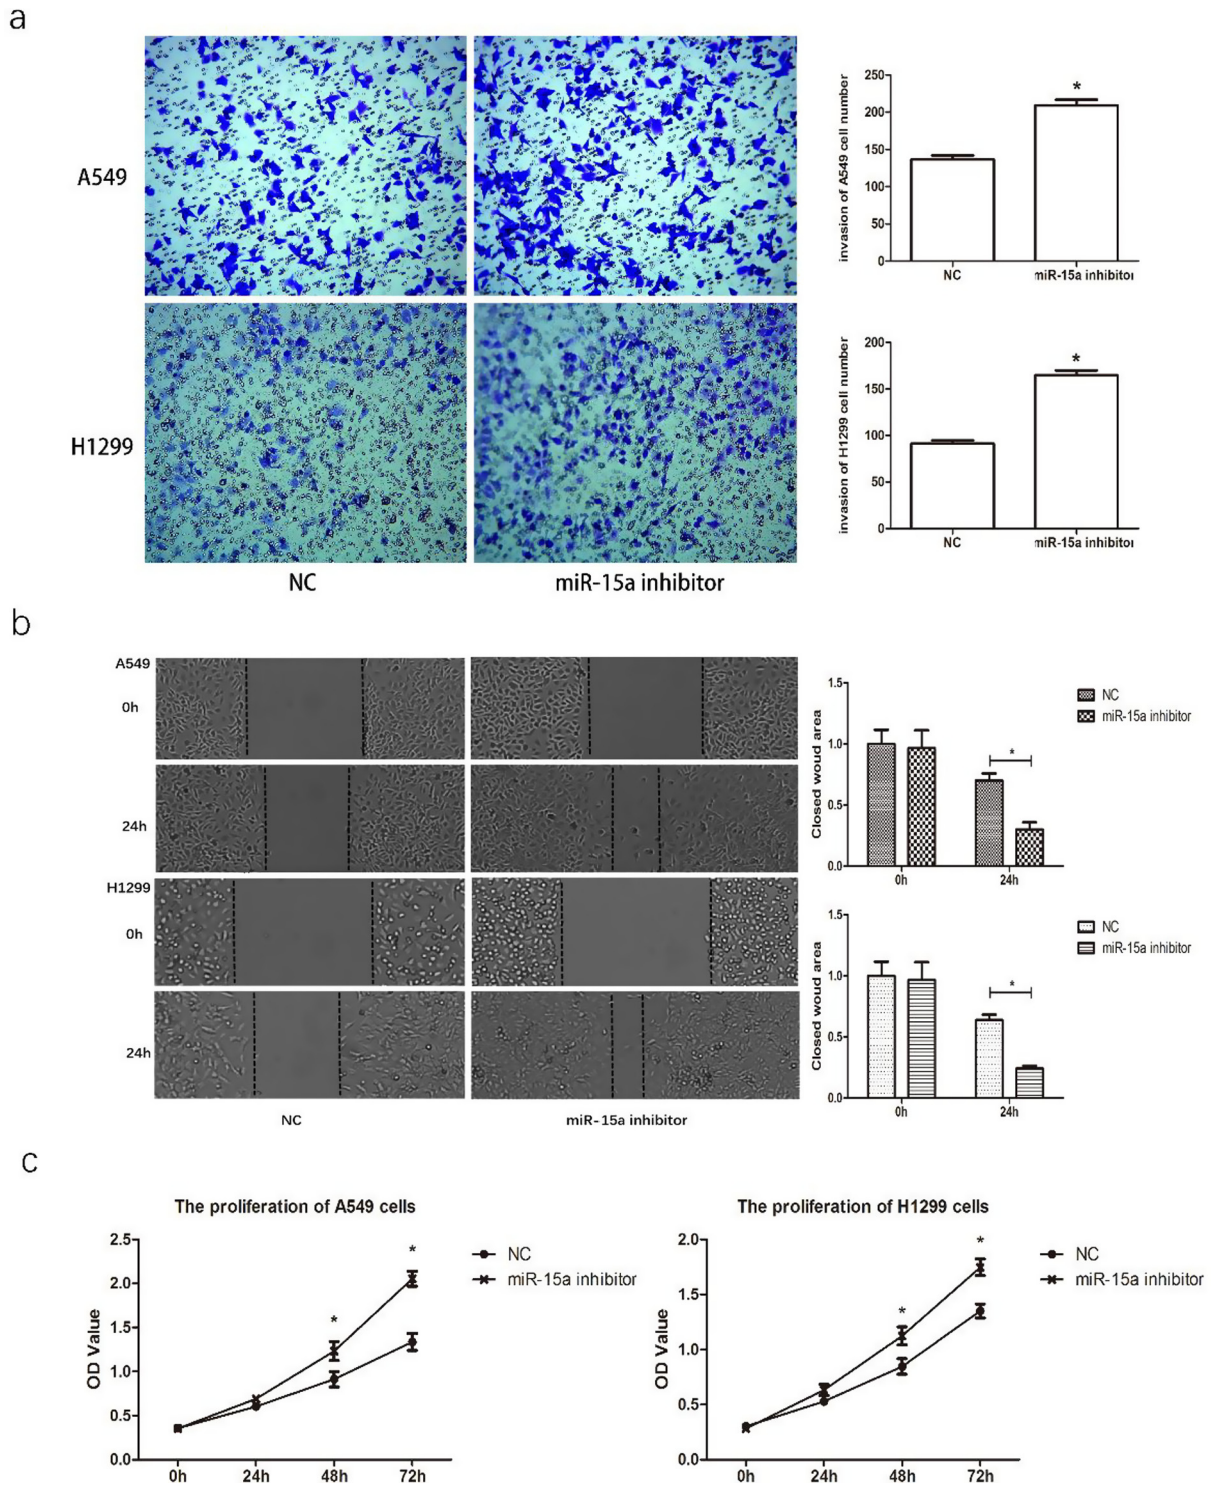 a
A549
H1299
NC
miR-15a inhibitor
invasion of A549 cell number
250
200
150
100
50
0
*
NC
miR-15a inhibitor
invasion of H1299 cell number
200
150
100
50
0
*
NC
miR-15a inhibitor
b
A549
0h
24h
H1299
0h
24h
NC
miR-15a inhibitor
Closed woud area
1.5
1.0
0.5
0.0
*
0h
24h
NC
miR-15a inhibitor
Closed woud area
1.5
1.0
0.5
0.0
*
0h
24h
NC
miR-15a inhibitor
c
The proliferation of A549 cells
OD Value
2.5
2.0
1.5
1.0
0.5
0.0
*
*
0h
24h
48h
72h
NC
miR-15a inhibitor
The proliferation of H1299 cells
OD Value
2.0
1.5
1.0
0.5
0.0
*
*
0h
24h
48h
72h
NC
miR-15a inhibitor